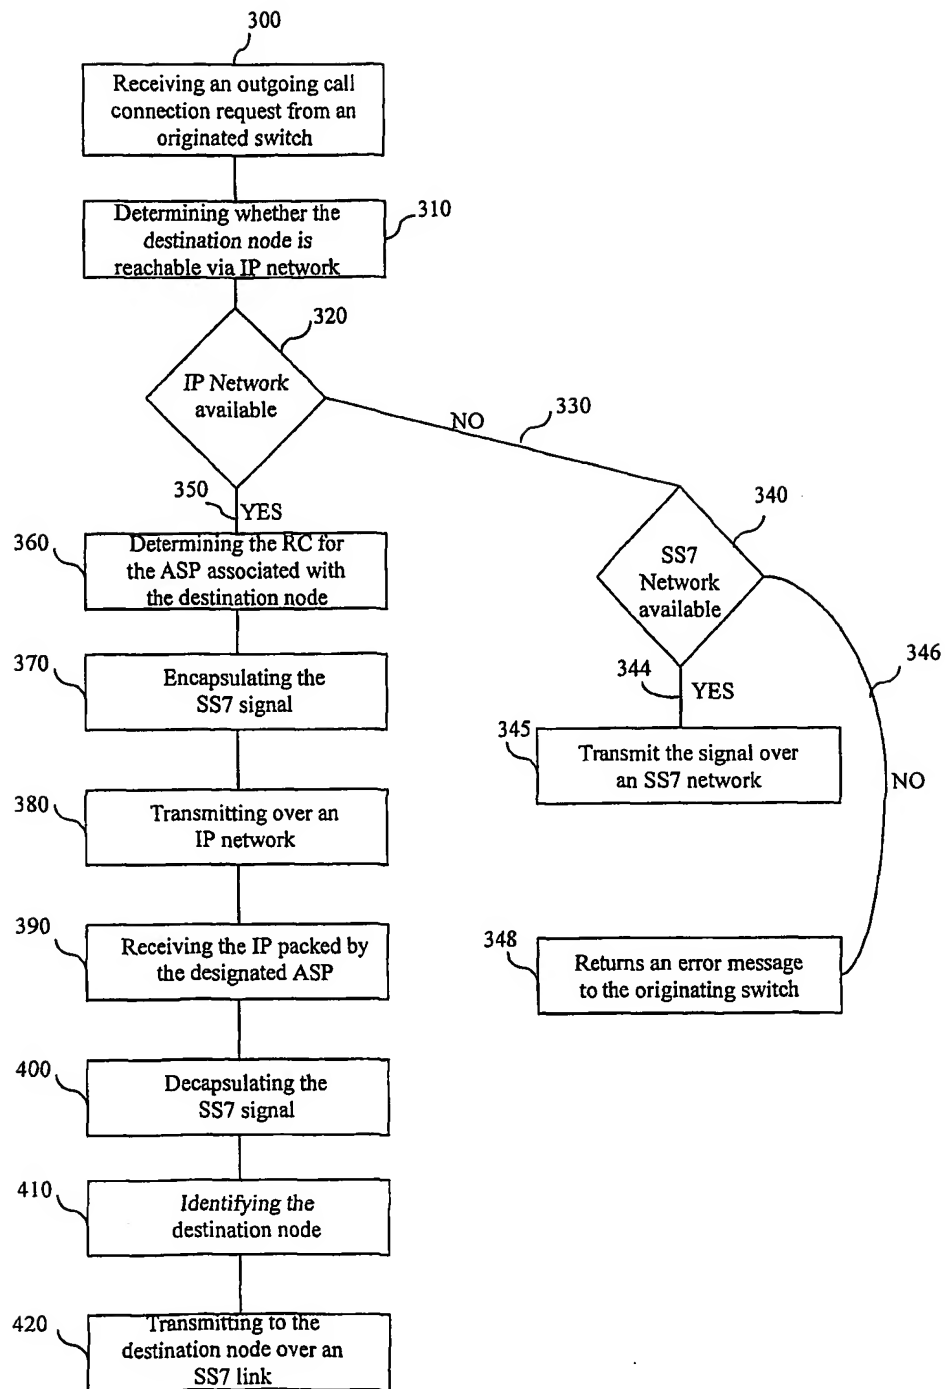 300
Receiving an outgoing call
connection request from an
originated switch
310
Determining whether the
destination node is
reachable via IP network
320
IP Network
available
NO
330
350
YES
340
SS7
Network
available
360
Determining the RC for
the ASP associated with
the destination node
344
YES
346
370
Encapsulating the
SS7 signal
345
Transmit the signal over
an SS7 network
NO
380
Transmitting over an
IP network
390
Receiving the IP packed by
the designated ASP
348
Returns an error message
to the originating switch
400
Decapsulating the
SS7 signal
410
Identifying the
destination node
420
Transmitting to the
destination node over an
SS7 link